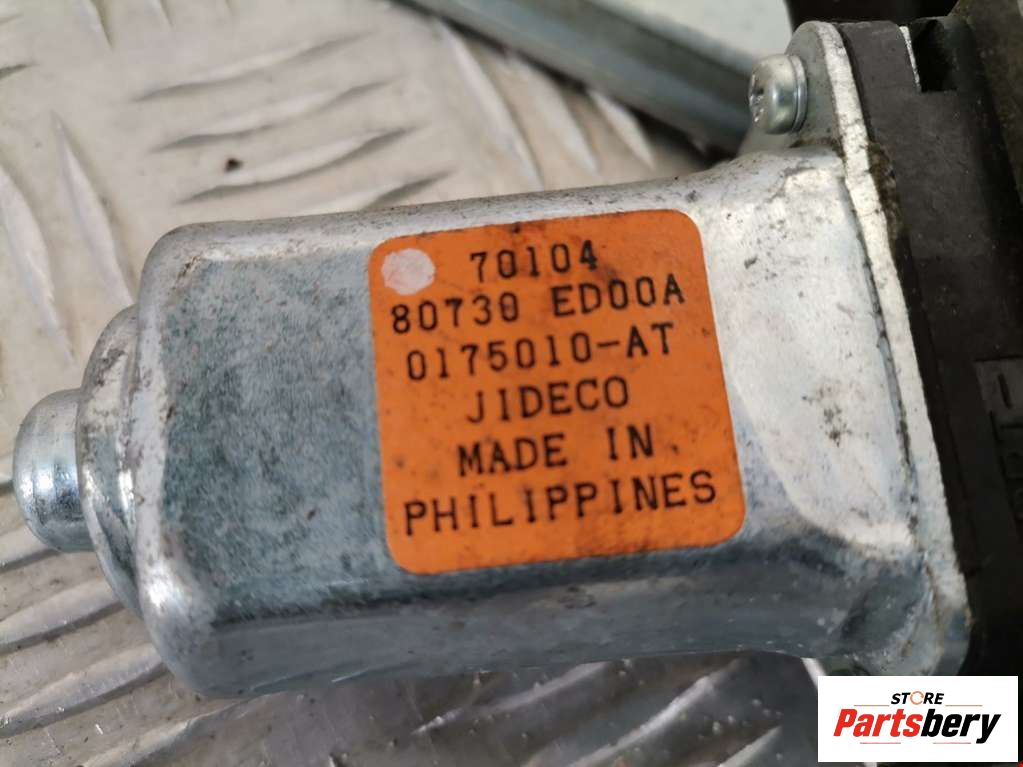 70104
80730 ED00A
0175010-AT
JIDECO
MADE IN
PHILIPPINES
STORE
Partsbery